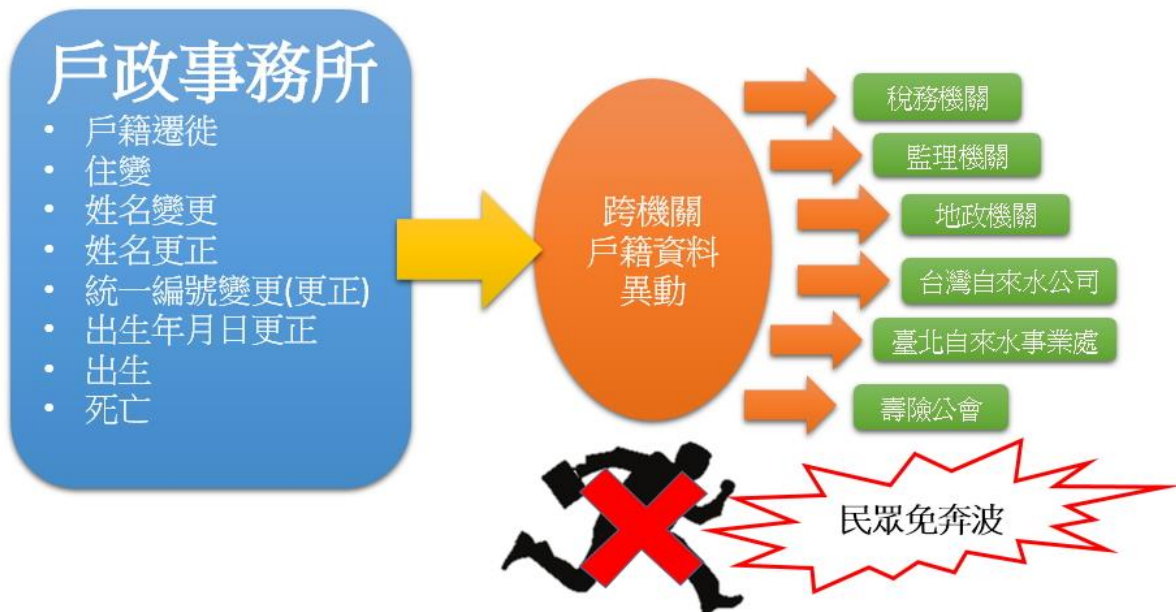 戶政事務所
• 戶籍遷徙
• 住變
• 姓名變更
• 姓名更正
• 統一編號變更(更正)
• 出生年月日更正
• 出生
• 死亡
跨機關
戶籍資料
異動
稅務機關
監理機關
地政機關
台灣自來水公司
臺北自來水事業處
壽險公會
民眾免奔波